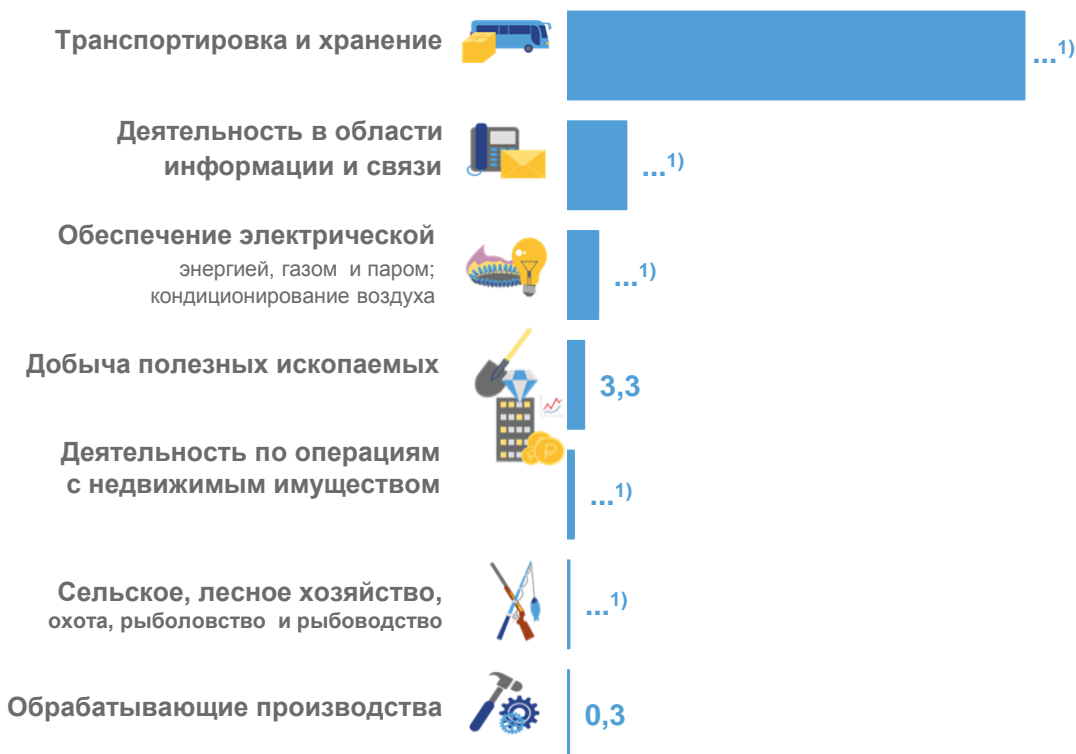 Транспортировка и хранение
...1)
Деятельность в области
информации и связи
...1)
Обеспечение электрической
энергией, газом и паром;
кондиционирование воздуха
...1)
Добыча полезных ископаемых
3,3
Деятельность по операциям
с недвижимым имуществом
...1)
Сельское, лесное хозяйство,
охота, рыболовство и рыбоводство
...1)
Обрабатывающие производства
0,3